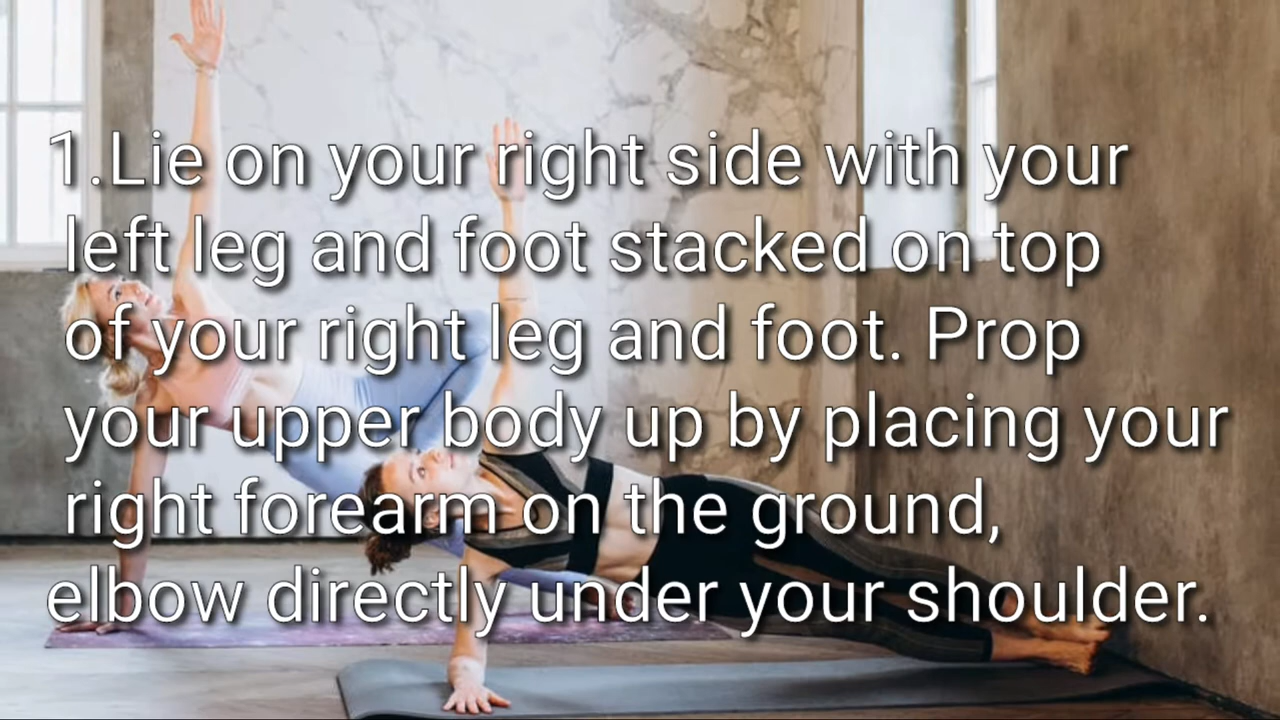 1.Lie on your right side with your
left leg and foot stacked on top
of your right leg and foot. Prop
your upper body up by placing your
right forearm on the ground,
elbow directly under your shoulder.